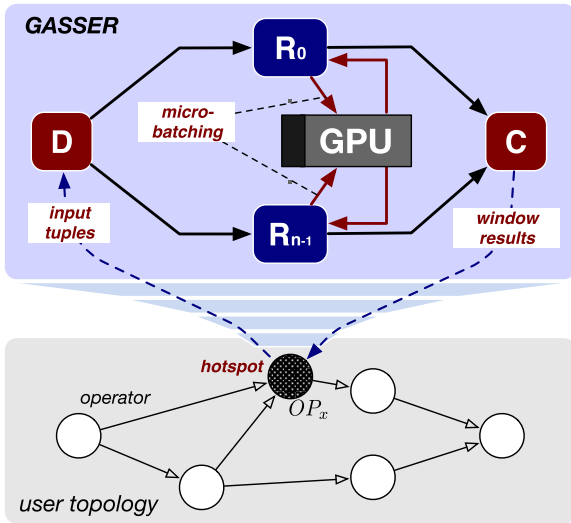 GASSER
R0
micro-
batching
D
GPU
C
input
tuples
Rn-1
window
results
hotspot
operator
OPx
user topology